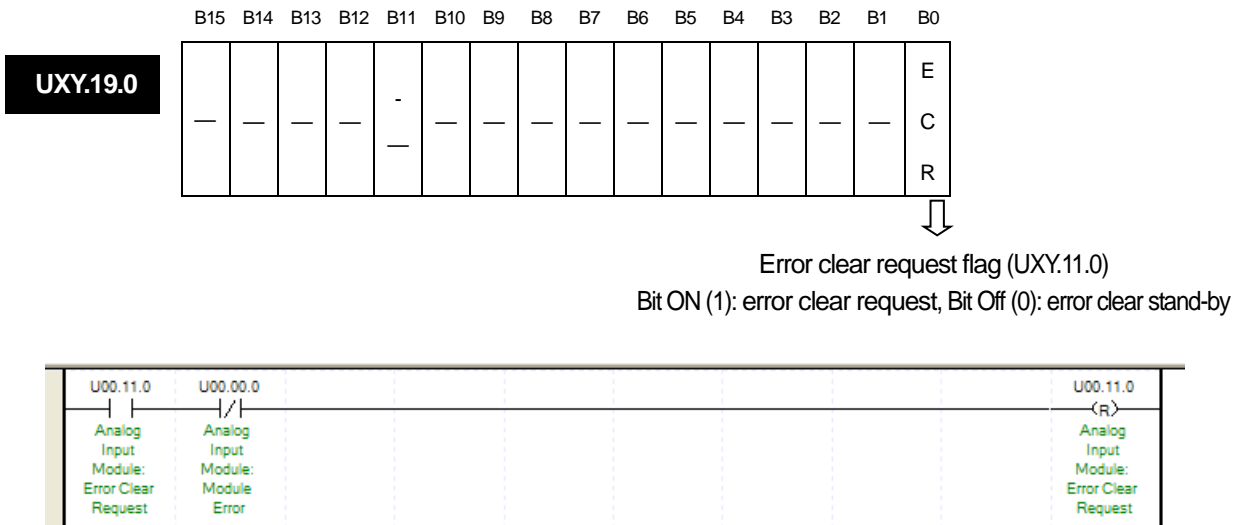 B15 B14 B13 B12 B11 B10 B9 B8 B7 B6 B5 B4 B3 B2 B1 B0
UXY.19.0
— — — — - — — — — — — — — — — — E C R
Error clear request flag (UXY.11.0)
Bit ON (1): error clear request, Bit Off (0): error clear stand-by
U00.11.0 U00.00.0 U00.11.0
(R)
Analog Analog Analog
Input Input Input
Module: Module: Module:
Error Clear Module Error Clear
Request Error Request